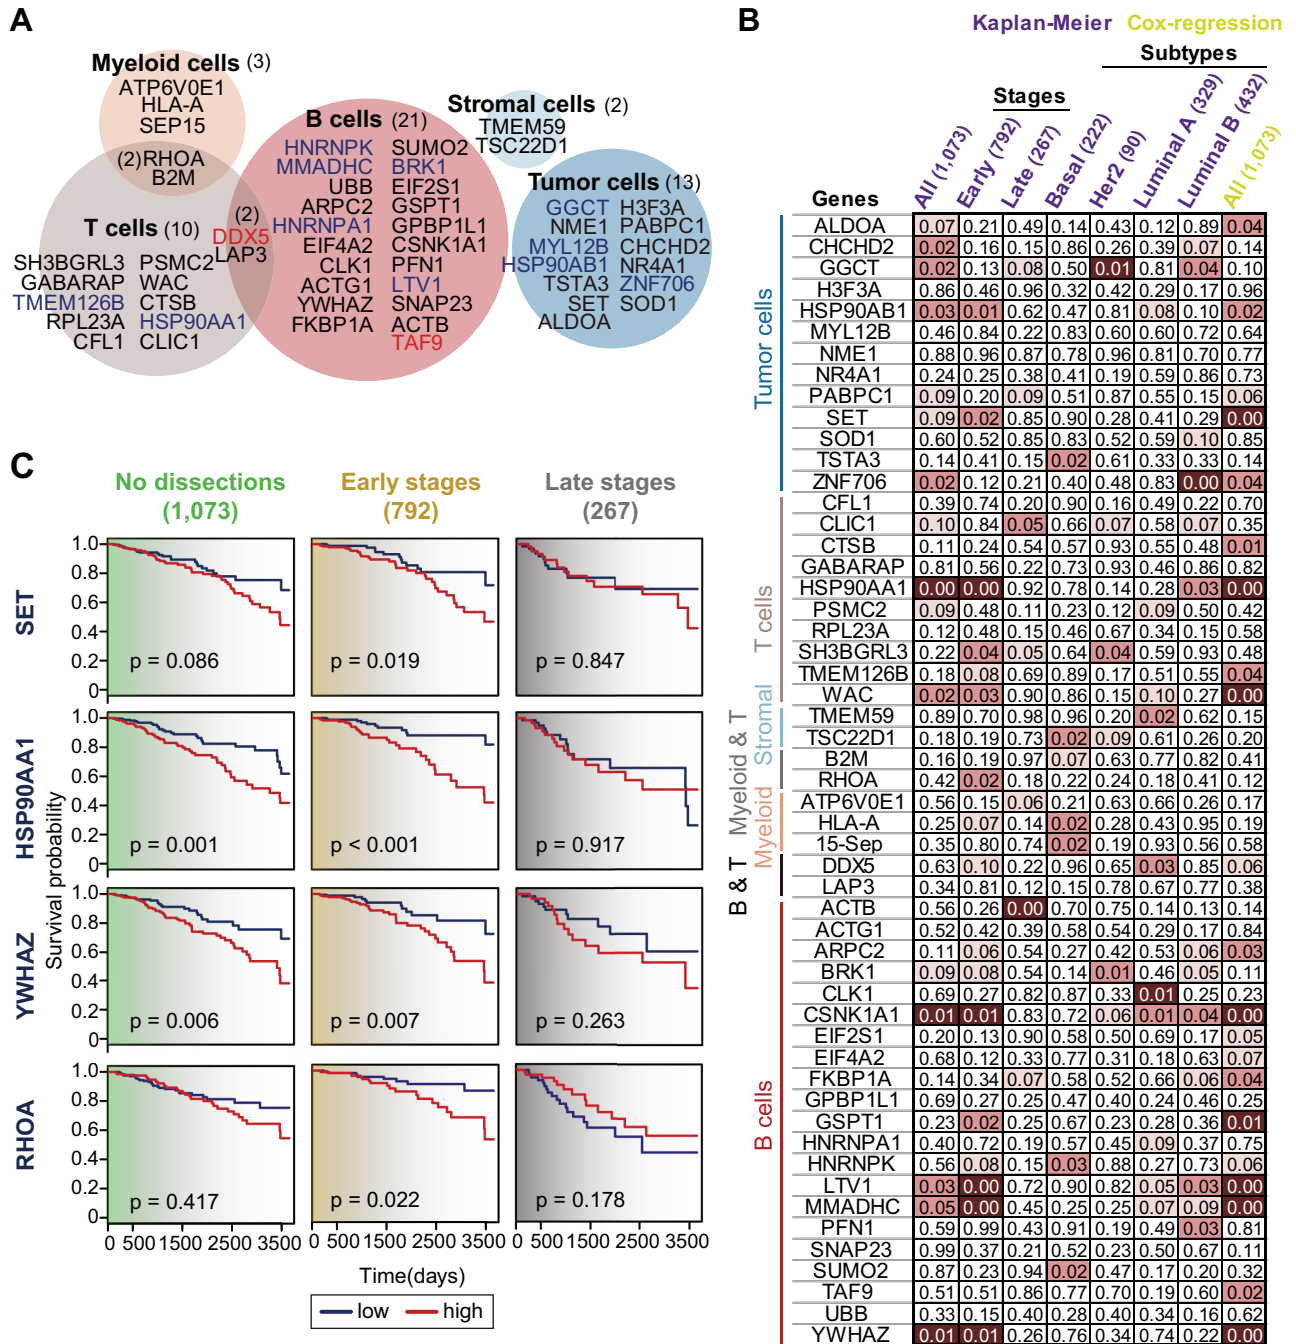 A
Myeloid cells (3)
ATP6V0E1
HLA-A
SEP15
(2) RHOA
B2M
T cells (10)
SH3BGRL3 PSMC2
GABARAP WAC
TMEM126B CTSB
RPL23A HSP90AA1
CFL1 CLIC1
(2)
DDX5
LAP3
B cells (21)
HNRNPK SUMO2
MMADHC BRK1
UBB EIF2S1
ARPC2 GSPT1
HNRNPA1 GPBP1L1
EIF4A2 CSNK1A1
CLK1 PFN1
ACTG1 LTV1
YWHAZ SNAP23
FKBP1A ACTB
TAF9
Stromal cells (2)
TMEM59
TSC22D1
Tumor cells (13)
GGCT H3F3A
NME1 PABPC1
MYL12B CHCHD2
HSP90AB1 NR4A1
TSTA3 ZNF706
SET SOD1
ALDOA
B
Kaplan-Meier Cox-regression
Subtypes
Stages
Genes All (1,073) Early (792) Late (267) Basal (222) Her2 (90) Luminal A (329) Luminal B (432) All (1,073)
Tumor cells
ALDOA 0.07 0.21 0.49 0.14 0.43 0.12 0.89 0.04
CHCHD2 0.02 0.16 0.15 0.86 0.26 0.39 0.07 0.14
GGCT 0.02 0.13 0.08 0.50 0.01 0.81 0.04 0.10
H3F3A 0.86 0.46 0.96 0.32 0.42 0.29 0.17 0.96
HSP90AB1 0.03 0.01 0.62 0.47 0.81 0.08 0.10 0.02
MYL12B 0.46 0.84 0.22 0.83 0.60 0.60 0.72 0.64
NME1 0.88 0.96 0.87 0.78 0.96 0.81 0.70 0.77
NR4A1 0.24 0.25 0.38 0.41 0.19 0.59 0.86 0.73
PABPC1 0.09 0.20 0.09 0.51 0.87 0.55 0.15 0.06
SET 0.09 0.02 0.85 0.90 0.28 0.41 0.29 0.00
SOD1 0.60 0.52 0.85 0.83 0.52 0.59 0.10 0.85
TSTA3 0.14 0.41 0.15 0.02 0.61 0.33 0.33 0.14
ZNF706 0.02 0.12 0.21 0.40 0.48 0.83 0.00 0.04
T cells
CFL1 0.39 0.74 0.20 0.90 0.16 0.49 0.22 0.70
CLIC1 0.10 0.84 0.05 0.66 0.07 0.58 0.07 0.35
CTSB 0.11 0.24 0.54 0.57 0.93 0.55 0.48 0.01
GABARAP 0.81 0.56 0.22 0.73 0.93 0.46 0.86 0.82
HSP90AA1 0.00 0.00 0.92 0.78 0.14 0.28 0.03 0.00
PSMC2 0.09 0.48 0.11 0.23 0.12 0.09 0.50 0.42
RPL23A 0.12 0.48 0.15 0.46 0.67 0.34 0.15 0.58
SH3BGRL3 0.22 0.04 0.05 0.64 0.04 0.59 0.93 0.48
TMEM126B 0.18 0.08 0.69 0.89 0.17 0.51 0.55 0.04
WAC 0.02 0.03 0.90 0.86 0.15 0.10 0.27 0.00
Stromal
TMEM59 0.89 0.70 0.98 0.96 0.20 0.02 0.62 0.15
TSC22D1 0.18 0.19 0.73 0.02 0.09 0.61 0.26 0.20
Myeloid & T
B2M 0.16 0.19 0.97 0.07 0.63 0.77 0.82 0.41
RHOA 0.42 0.02 0.18 0.22 0.24 0.18 0.41 0.12
Myeloid
ATP6V0E1 0.56 0.15 0.06 0.21 0.63 0.66 0.26 0.17
HLA-A 0.25 0.07 0.14 0.02 0.28 0.43 0.95 0.19
15-Sep 0.35 0.80 0.74 0.02 0.19 0.93 0.56 0.58
B & T
DDX5 0.63 0.10 0.22 0.96 0.65 0.03 0.85 0.06
LAP3 0.34 0.81 0.12 0.15 0.78 0.67 0.77 0.38
B cells
ACTB 0.56 0.26 0.00 0.70 0.75 0.14 0.13 0.14
ACTG1 0.52 0.42 0.39 0.58 0.54 0.29 0.17 0.84
ARPC2 0.11 0.06 0.54 0.27 0.42 0.53 0.06 0.03
BRK1 0.09 0.08 0.54 0.14 0.01 0.46 0.05 0.11
CLK1 0.69 0.27 0.82 0.87 0.33 0.01 0.25 0.23
CSNK1A1 0.01 0.01 0.83 0.72 0.06 0.01 0.04 0.00
EIF2S1 0.20 0.13 0.90 0.58 0.50 0.69 0.17 0.05
EIF4A2 0.68 0.12 0.33 0.77 0.31 0.18 0.63 0.07
FKBP1A 0.14 0.34 0.07 0.58 0.52 0.66 0.06 0.04
GPBP1L1 0.69 0.27 0.25 0.47 0.40 0.24 0.46 0.25
GSPT1 0.23 0.02 0.25 0.67 0.23 0.28 0.36 0.01
HNRNPA1 0.40 0.72 0.19 0.57 0.45 0.09 0.37 0.75
HNRNPK 0.56 0.08 0.15 0.03 0.88 0.27 0.73 0.06
LTV1 0.03 0.00 0.72 0.90 0.82 0.05 0.03 0.00
MMADHC 0.05 0.00 0.45 0.25 0.25 0.07 0.09 0.00
PFN1 0.59 0.99 0.43 0.91 0.19 0.49 0.03 0.81
SNAP23 0.99 0.37 0.21 0.52 0.23 0.50 0.67 0.11
SUMO2 0.87 0.23 0.94 0.02 0.47 0.17 0.20 0.32
TAF9 0.51 0.51 0.86 0.77 0.70 0.19 0.60 0.02
UBB 0.33 0.15 0.40 0.28 0.40 0.34 0.16 0.62
YWHAZ 0.01 0.01 0.26 0.76 0.34 0.74 0.22 0.00
C
No dissections Early stages Late stages
(1,073) (792) (267)
Survival probability
SET
1.0
0.8
0.6
0.4
0.2
0
p = 0.086 p = 0.019 p = 0.847
HSP90AA1
1.0
0.8
0.6
0.4
0.2
0
p = 0.001 p < 0.001 p = 0.917
YWHAZ
1.0
0.8
0.6
0.4
0.2
0
p = 0.006 p = 0.007 p = 0.263
RHOA
1.0
0.8
0.6
0.4
0.2
0
p = 0.417 p = 0.022 p = 0.178
0 500 1500 2500 3500 0 500 1500 2500 3500 0 500 1500 2500 3500
Time(days)
low high